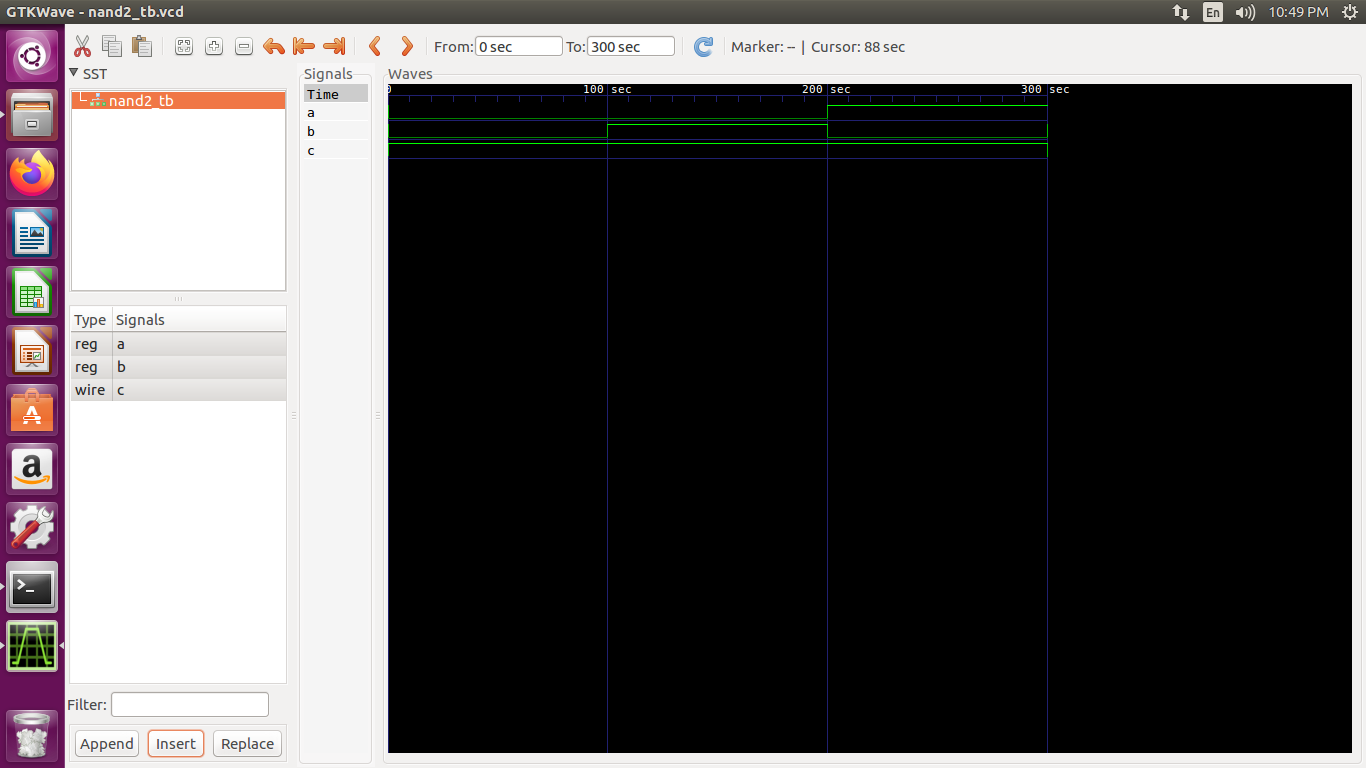 GTKWave - nand2_tb.vcd
En
10:49 PM
From: 0 sec To: 300 sec Marker: -- | Cursor: 88 sec
SST
nand2_tb
Type Signals
reg a
reg b
wire c
Filter:
Append Insert Replace
Signals
Time
a
b
c
Waves
0 100 sec 200 sec 300 sec